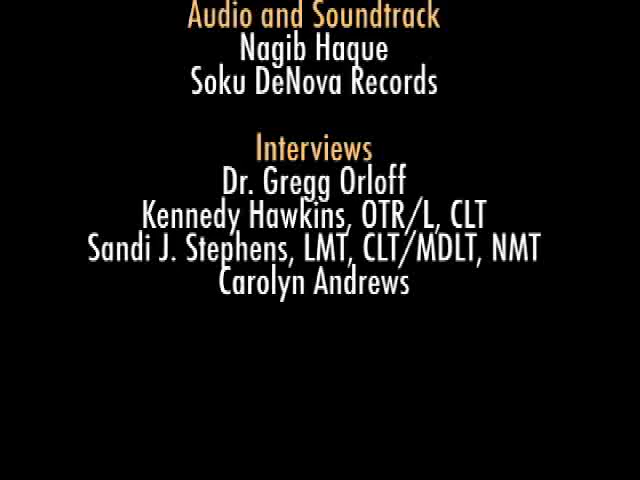 Audio and Soundtrack
Nagib Haque
Soku DeNova Records
Interviews
Dr. Gregg Orloff
Kennedy Hawkins, OTR/L, CLT
Sandi J. Stephens, LMT, CLT/MDLT, NMT
Carolyn Andrews